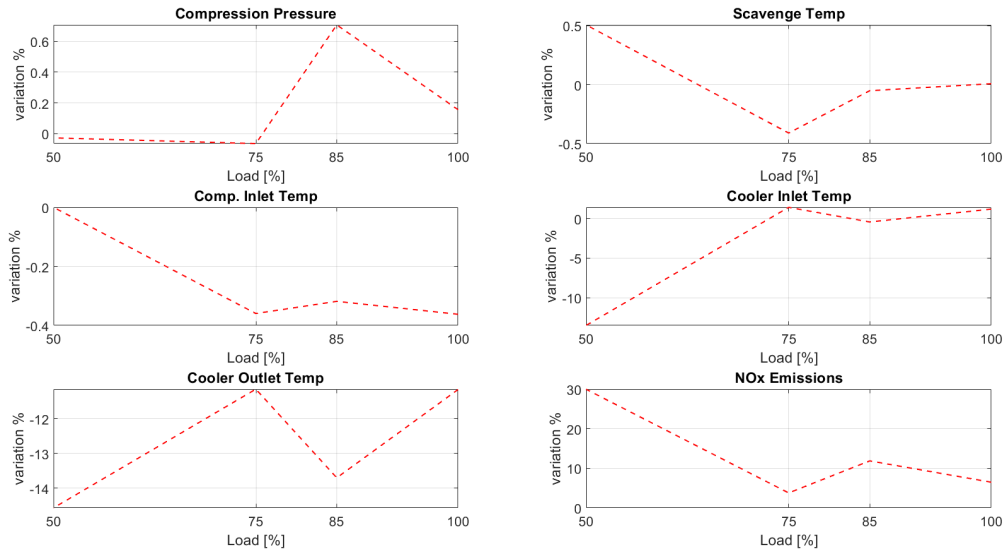 Compression Pressure
variation %
0.6
0.4
0.2
0
50
75
85
100
Load [%]
Scavenge Temp
variation %
0.5
0
-0.5
50
75
85
100
Load [%]
Comp. Inlet Temp
variation %
0
-0.2
-0.4
50
75
85
100
Load [%]
Cooler Inlet Temp
variation %
0
-5
-10
50
75
85
100
Load [%]
Cooler Outlet Temp
variation %
-12
-13
-14
50
75
85
100
Load [%]
NOx Emissions
variation %
30
20
10
0
50
75
85
100
Load [%]